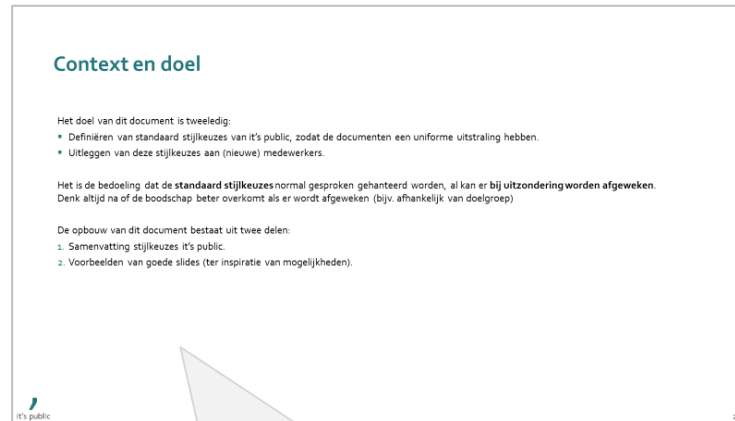 Context en doel
Het doel van dit document is tweeledig:
▪ Definiëren van standaard stijlkeuzes van it’s public, zodat de documenten een uniforme uitstraling hebben.
▪ Uitleggen van deze stijlkeuzes aan (nieuwe) medewerkers.
Het is de bedoeling dat de standaard stijlkeuzes normal gesproken gehanteerd worden, al kan er bij uitzondering worden afgeweken.
Denk altijd na of de boodschap beter overkomt als er wordt afgeweken (bijv. afhankelijk van doelgroep)
De opbouw van dit document bestaat uit twee delen:
1. Samenvatting stijlkeuzes it’s public.
2. Voorbeelden van goede slides (ter inspiratie van mogelijkheden).
it’s public